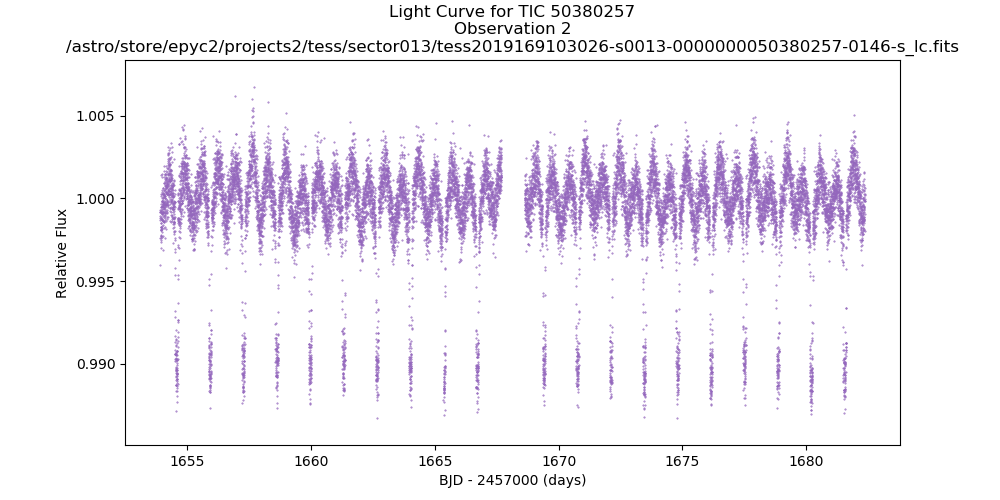 Light Curve for TIC 50380257
Observation 2
/astro/store/epyc2/projects2/tess/sector013/tess2019169103026-s0013-0000000050380257-0146-s_lc.fits
1.005
1.000
0.995
0.990
Relative Flux
1655 1660 1665 1670 1675 1680
BJD - 2457000 (days)